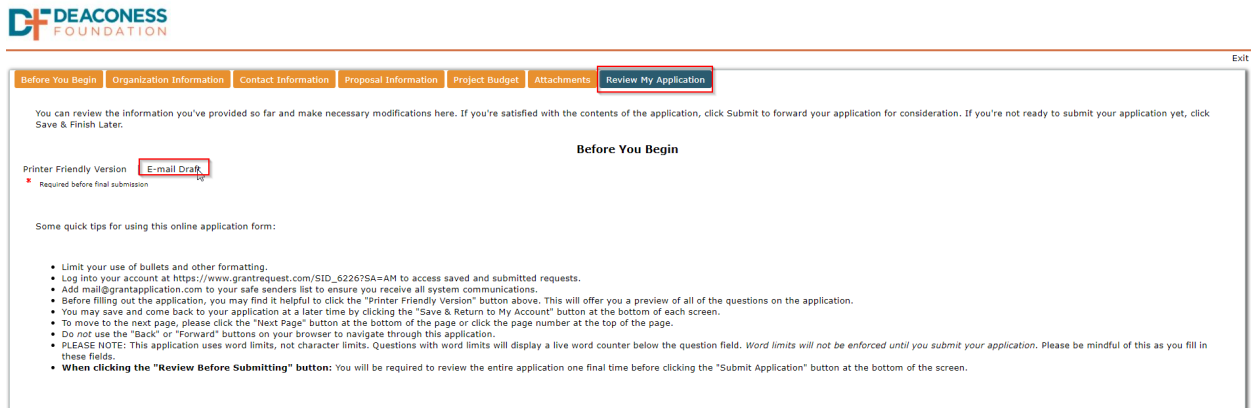 DEACONESS
FOUNDATION
Exit
Before You Begin Organization Information Contact Information Proposal Information Project Budget Attachments Review My Application
You can review the information you've provided so far and make necessary modifications here. If you're satisfied with the contents of the application, click Submit to forward your application for consideration. If you're not ready to submit your application yet, click
Save & Finish Later.
Before You Begin
Printer Friendly Version | E-mail Draft
* Required before final submission
Some quick tips for using this online application form:
• Limit your use of bullets and other formatting.
• Log into your account at https://www.grantrequest.com/SID_6226?SA=AM to access saved and submitted requests.
• Add mail@grantapplication.com to your safe senders list to ensure you receive all system communications.
• Before filling out the application, you may find it helpful to click the "Printer Friendly Version" button above. This will offer you a preview of all of the questions on the application.
• You may save and come back to your application at a later time by clicking the "Save & Return to My Account" button at the bottom of each screen.
• To move to the next page, please click the "Next Page" button at the bottom of the page or click the page number at the top of the page.
• Do not use the "Back" or "Forward" buttons on your browser to navigate through this application.
• PLEASE NOTE: This application uses word limits, not character limits. Questions with word limits will display a live word counter below the question field. Word limits will not be enforced until you submit your application. Please be mindful of this as you fill in
these fields.
• When clicking the "Review Before Submitting" button: You will be required to review the entire application one final time before clicking the "Submit Application" button at the bottom of the screen.